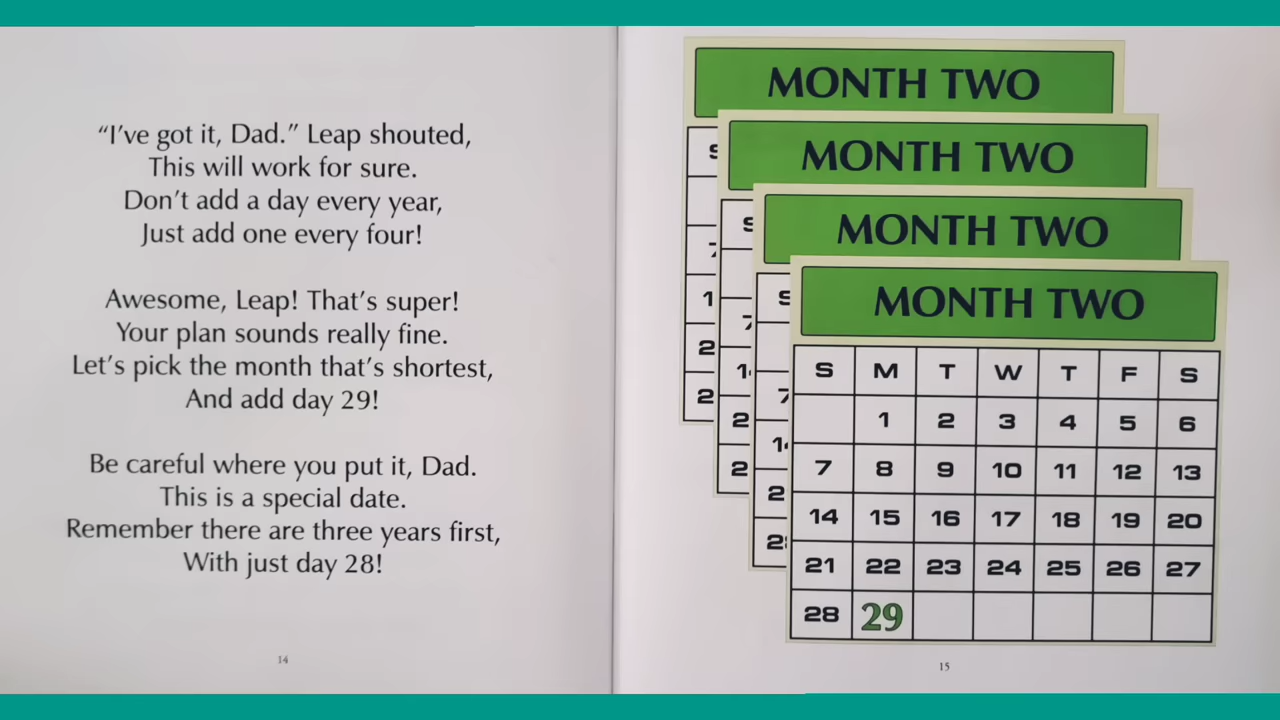 “I’ve got it, Dad.” Leap shouted,
This will work for sure.
Don’t add a day every year,
Just add one every four!
Awesome, Leap! That’s super!
Your plan sounds really fine.
Let’s pick the month that’s shortest,
And add day 29!
Be careful where you put it, Dad.
This is a special date.
Remember there are three years first,
With just day 28!
14
MONTH TWO
MONTH TWO
MONTH TWO
MONTH TWO
S M T W T F S
1 2 3 4 5 6
7 8 9 10 11 12 13
14 15 16 17 18 19 20
21 22 23 24 25 26 27
28 29
15